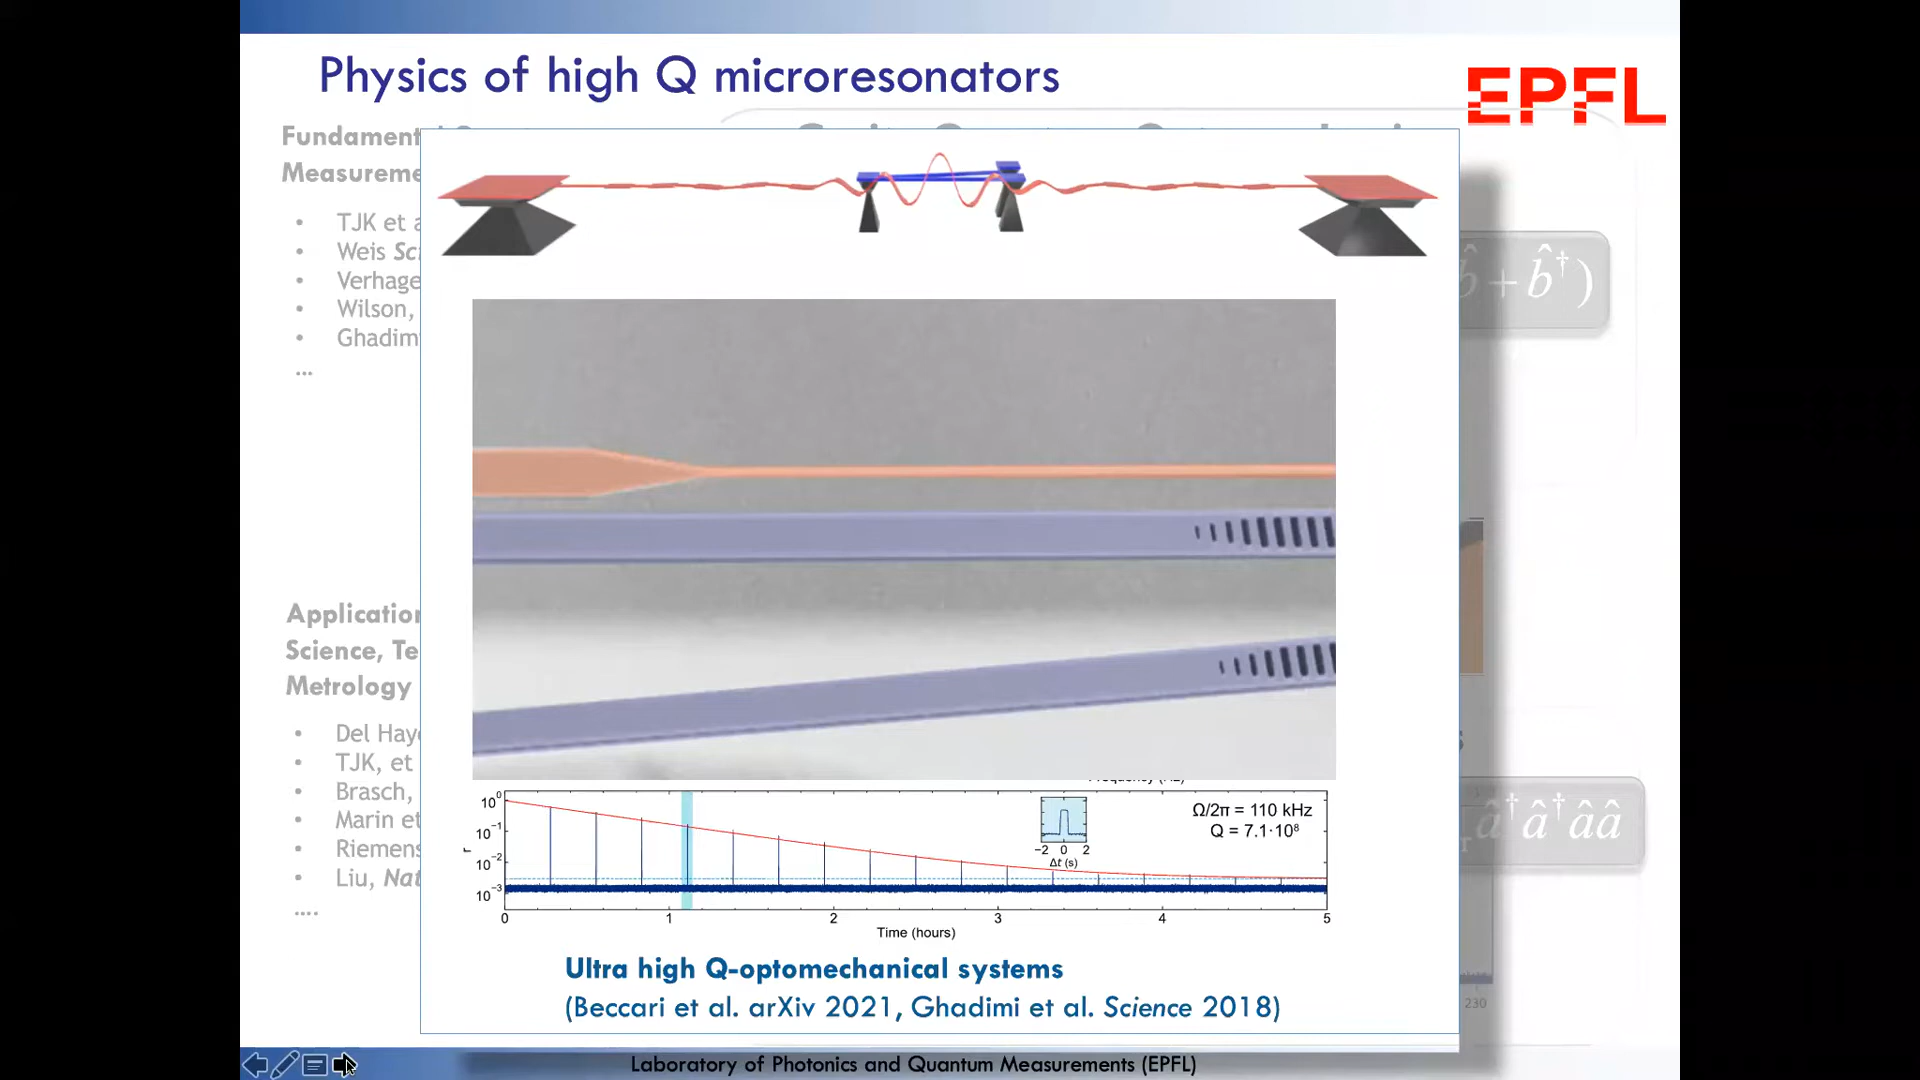 Physics of high Q microresonators
EPFL
Measureme
• TJK et a
• Weis Sc
• Verhage
• Wilson,
• Ghadim
...
b̂ + b̂†)
Application
Science, Te
Metrology
• Del Hay
• TJK, et
• Brasch,
• Marin et
• Riemens
• Liu, Nat
....
â†â†ââ
230
10⁰
10⁻¹
10⁻²
10⁻³
r
0 1 2 3 4 5
Time (hours)
−2 0 2
Δt (s)
Ω/2π = 110 kHz
Q = 7.1·10⁸
Ultra high Q-optomechanical systems
(Beccari et al. arXiv 2021, Ghadimi et al. Science 2018)
Laboratory of Photonics and Quantum Measurements (EPFL)